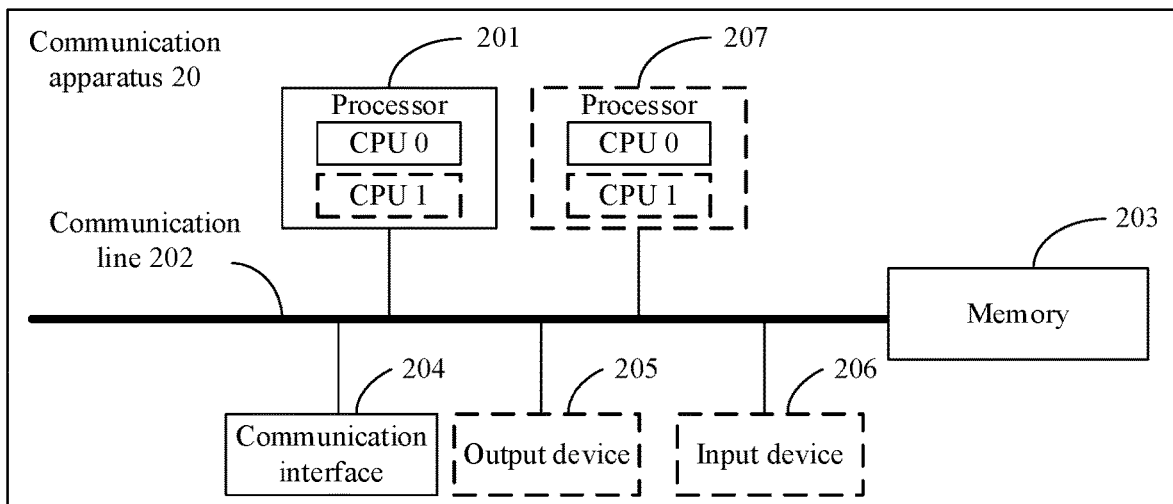 Communication
apparatus 20
201
207
Processor
CPU 0
CPU 1
Processor
CPU 0
CPU 1
Communication
line 202
203
Memory
204
205
206
Communication
interface
Output device
Input device